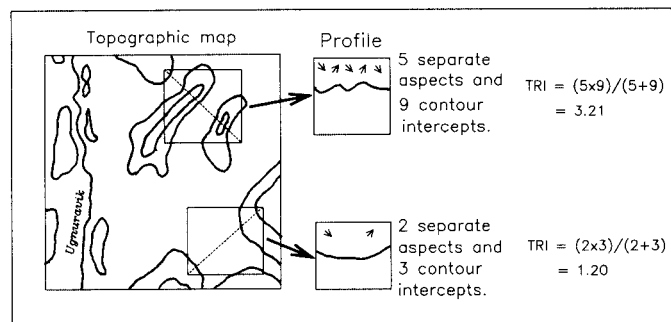 Topographic map
Profile
Ugnuravik
5 separate
aspects and
9 contour
intercepts.
TRI = (5x9)/(5+9)
= 3.21
2 separate
aspects and
3 contour
intercepts.
TRI = (2x3)/(2+3)
= 1.20